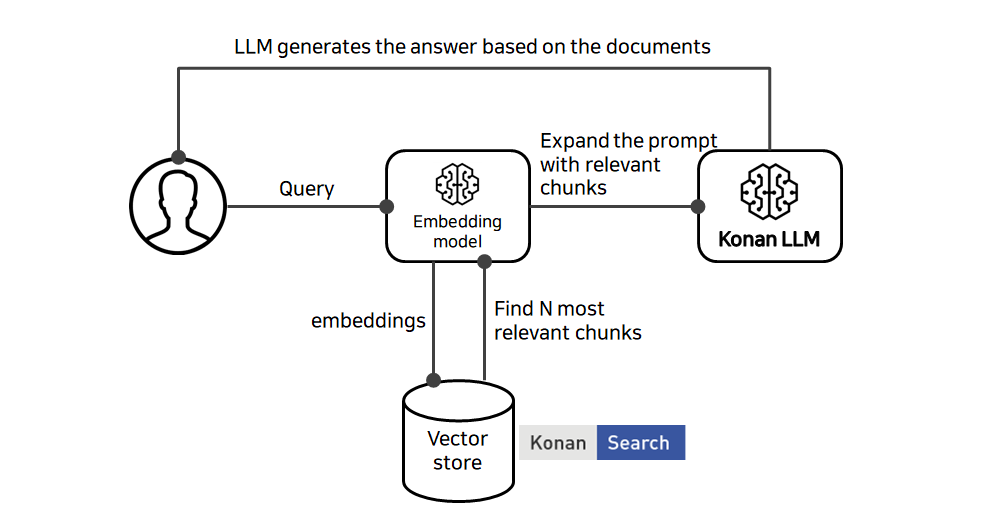 LLM generates the answer based on the documents
Query
Embedding
model
Expand the prompt
with relevant
chunks
Konan LLM
embeddings
Find N most
relevant chunks
Vector
store
Konan Search